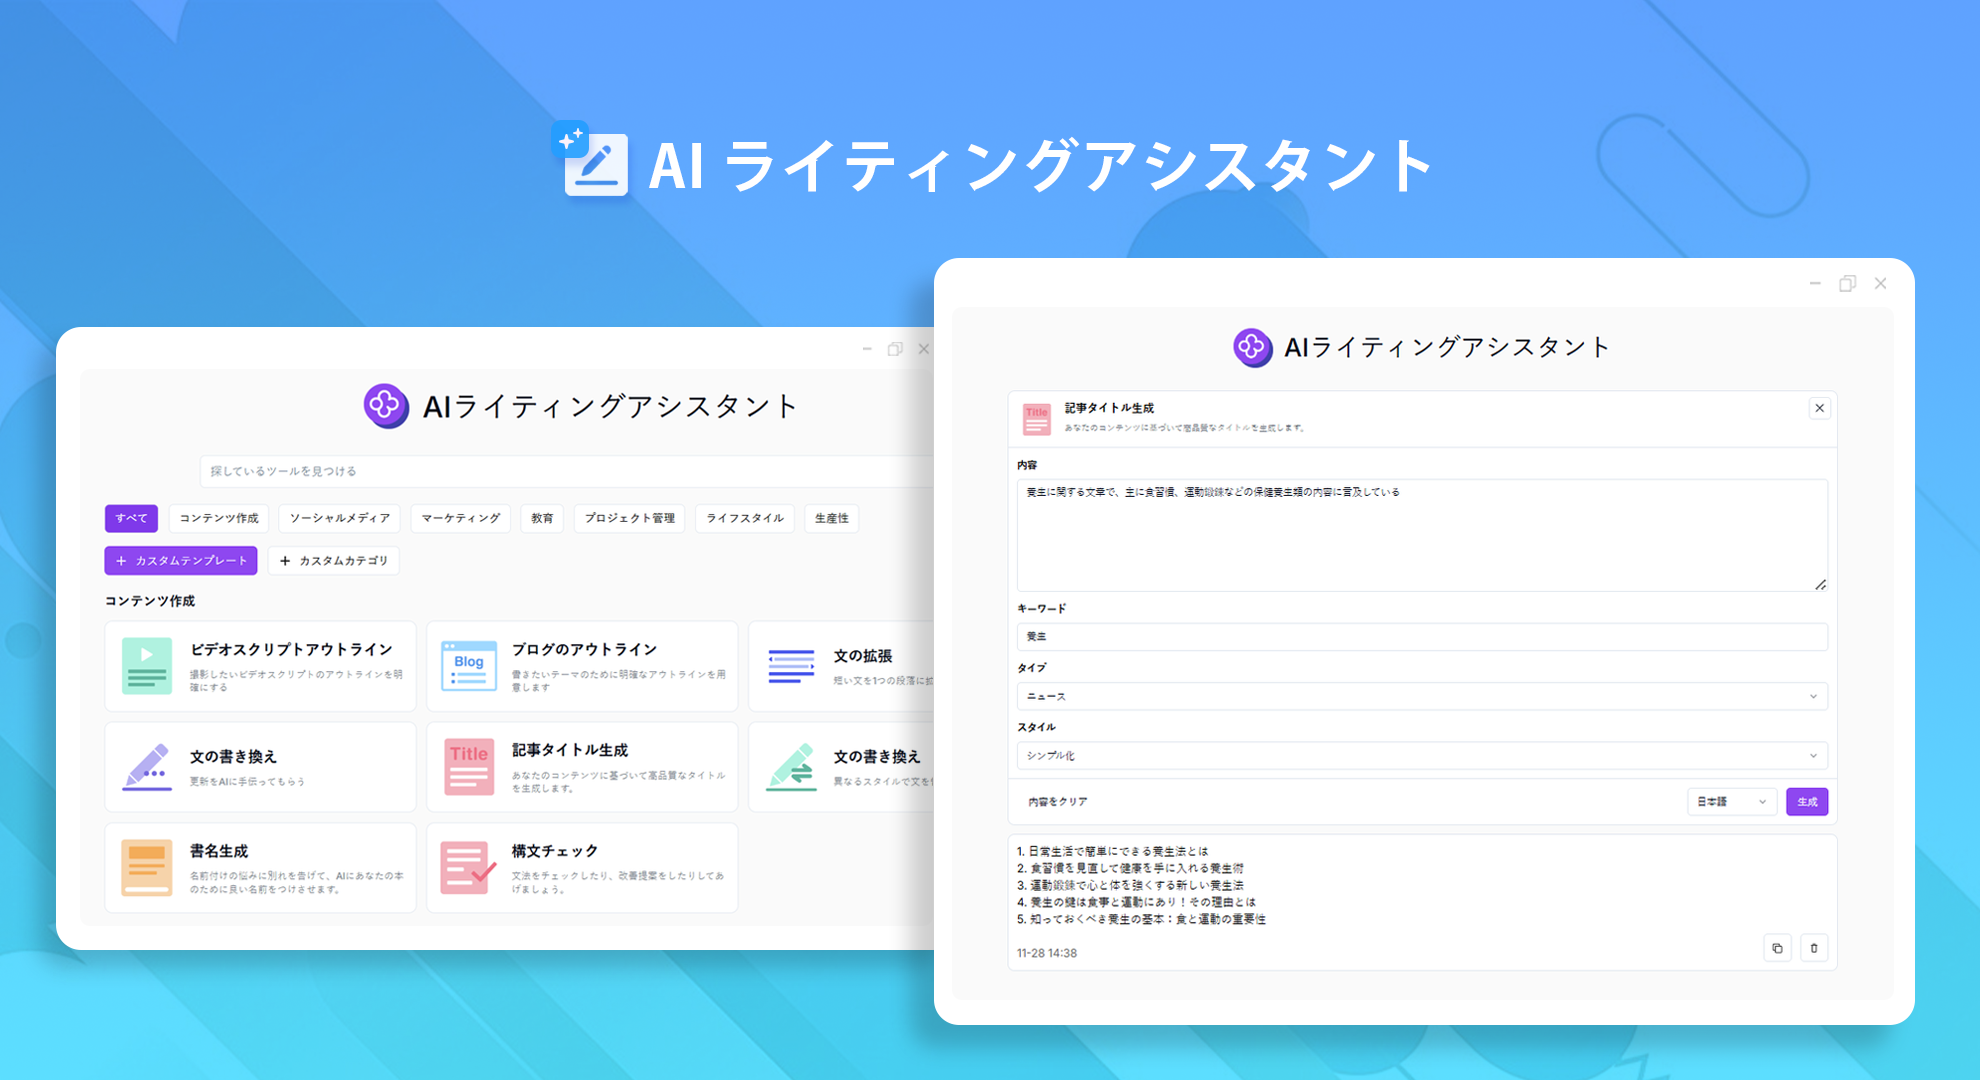 AI ライティングアシスタント
AIライティングアシスタント
探しているツールを見つける
すべて
コンテンツ作成
ソーシャルメディア
マーケティング
教育
プロジェクト管理
ライフスタイル
生産性
+ カスタムテンプレート
+ カスタムカテゴリ
コンテンツ作成
ビデオスクリプトアウトライン
撮影したいビデオスクリプトのアウトラインを明
確にする
Blog
ブログのアウトライン
書きたいテーマのために明確なアウトラインを用
意します
文の拡張
短い文を1つの段落に拡
文の書き換え
更新をAIに手伝ってもらう
Title
記事タイトル生成
あなたのコンテンツに基づいて高品質なタイトル
を生成します。
文の書き換え
異なるスタイルで文を
書名生成
名前付けの悩みに別れを告げて、AIにあなたの本
のために良い名前をつけさせます。
構文チェック
文法をチェックしたり、改善提案をしたりしてあ
げましょう。
AIライティングアシスタント
Title
記事タイトル生成
あなたのコンテンツに基づいて高品質なタイトルを生成します。
内容
養生に関する文章で、主に食習慣、運動鍛錬などの保健養生類の内容に言及している
キーワード
養生
タイプ
ニュース
スタイル
シンプル化
内容をクリア
日本語
生成
1. 日常生活で簡単にできる養生法とは
2. 食習慣を見直して健康を手に入れる養生術
3. 運動鍛錬で心と体を強くする新しい養生法
4. 養生の鍵は食事と運動にあり！その理由とは
5. 知っておくべき養生の基本：食と運動の重要性
11-28 14:38